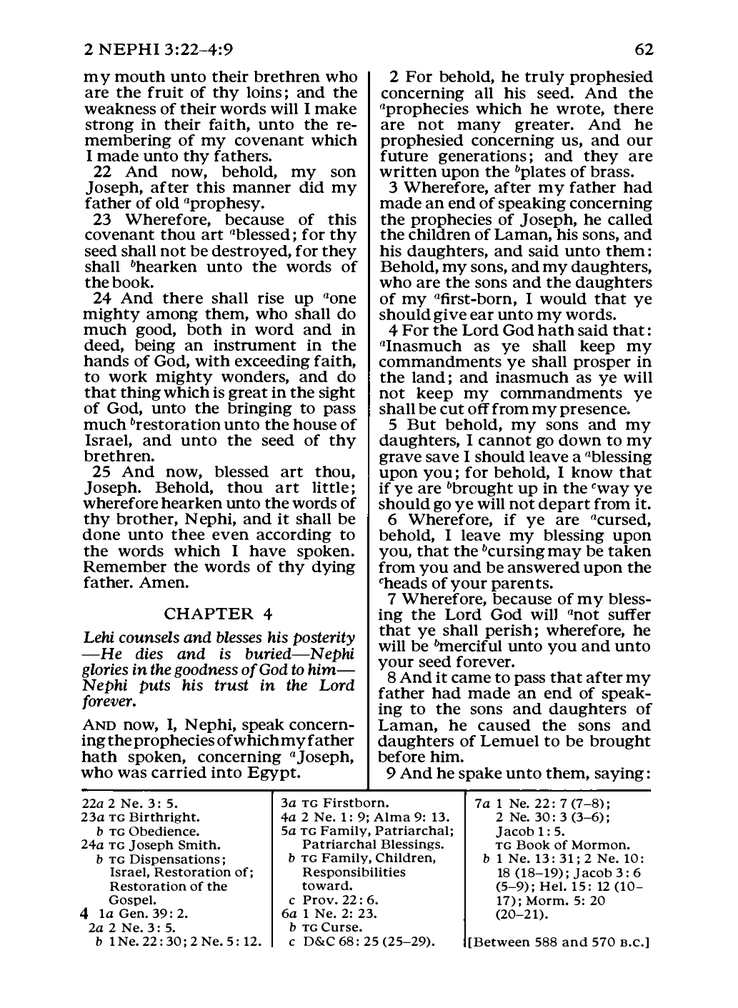 2 NEPHI 3:22–4:9
62
my mouth unto their brethren who
are the fruit of thy loins; and the
weakness of their words will I make
strong in their faith, unto the re-
membering of my covenant which
I made unto thy fathers.
22 And now, behold, my son
Joseph, after this manner did my
father of old aprophesy.
23 Wherefore, because of this
covenant thou art ablessed; for thy
seed shall not be destroyed, for they
shall bhearken unto the words of
the book.
24 And there shall rise up aone
mighty among them, who shall do
much good, both in word and in
deed, being an instrument in the
hands of God, with exceeding faith,
to work mighty wonders, and do
that thing which is great in the sight
of God, unto the bringing to pass
much brestoration unto the house of
Israel, and unto the seed of thy
brethren.
25 And now, blessed art thou,
Joseph. Behold, thou art little;
wherefore hearken unto the words of
thy brother, Nephi, and it shall be
done unto thee even according to
the words which I have spoken.
Remember the words of thy dying
father. Amen.
CHAPTER 4
Lehi counsels and blesses his posterity
—He dies and is buried—Nephi
glories in the goodness of God to him—
Nephi puts his trust in the Lord
forever.
AND now, I, Nephi, speak concern-
ing the prophecies of which my father
hath spoken, concerning aJoseph,
who was carried into Egypt.
2 For behold, he truly prophesied
concerning all his seed. And the
aprophecies which he wrote, there
are not many greater. And he
prophesied concerning us, and our
future generations; and they are
written upon the bplates of brass.
3 Wherefore, after my father had
made an end of speaking concerning
the prophecies of Joseph, he called
the children of Laman, his sons, and
his daughters, and said unto them:
Behold, my sons, and my daughters,
who are the sons and the daughters
of my afirst-born, I would that ye
should give ear unto my words.
4 For the Lord God hath said that:
aInasmuch as ye shall keep my
commandments ye shall prosper in
the land; and inasmuch as ye will
not keep my commandments ye
shall be cut off from my presence.
5 But behold, my sons and my
daughters, I cannot go down to my
grave save I should leave a ablessing
upon you; for behold, I know that
if ye are bbrought up in the cway ye
should go ye will not depart from it.
6 Wherefore, if ye are acursed,
behold, I leave my blessing upon
you, that the bcursing may be taken
from you and be answered upon the
cheads of your parents.
7 Wherefore, because of my bless-
ing the Lord God will anot suffer
that ye shall perish; wherefore, he
will be bmerciful unto you and unto
your seed forever.
8 And it came to pass that after my
father had made an end of speak-
ing to the sons and daughters of
Laman, he caused the sons and
daughters of Lemuel to be brought
before him.
9 And he spake unto them, saying:
22a 2 Ne. 3: 5.
23a TG Birthright.
b TG Obedience.
24a TG Joseph Smith.
b TG Dispensations;
Israel, Restoration of;
Restoration of the
Gospel.
4 1a Gen. 39: 2.
2a 2 Ne. 3: 5.
b 1 Ne. 22: 30; 2 Ne. 5: 12.
3a TG Firstborn.
4a 2 Ne. 1: 9; Alma 9: 13.
5a TG Family, Patriarchal;
Patriarchal Blessings.
b TG Family, Children,
Responsibilities
toward.
c Prov. 22: 6.
6a 1 Ne. 2: 23.
b TG Curse.
c D&C 68: 25 (25–29).
7a 1 Ne. 22: 7 (7–8);
2 Ne. 30: 3 (3–6);
Jacob 1: 5.
TG Book of Mormon.
b 1 Ne. 13: 31; 2 Ne. 10:
18 (18–19); Jacob 3: 6
(5–9); Hel. 15: 12 (10–
17); Morm. 5: 20
(20–21).
[Between 588 and 570 B.C.]